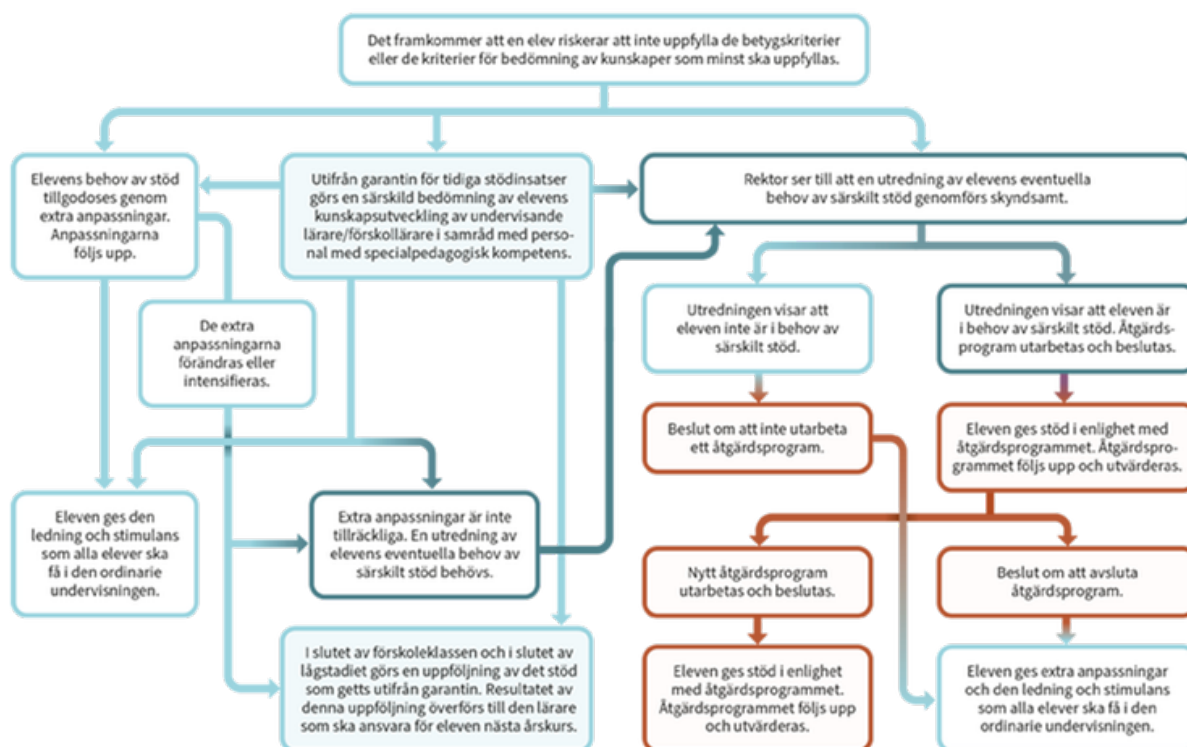 Det framkommer att en elev riskerar att inte uppfylla de betygskriterier
eller de kriterier för bedömning av kunskaper som minst ska uppfyllas.
Elevens behov av stöd
tillgodoses genom
extra anpassningar.
Anpassningarna
följs upp.
Utifrån garantin för tidiga stödinsatser
görs en särskild bedömning av elevens
kunskapsutveckling av undervisande
lärare/förskollärare i samråd med perso-
nal med specialpedagogisk kompetens.
Rektor ser till att en utredning av elevens eventuella
behov av särskilt stöd genomförs skyndsamt.
De extra
anpassningarna
förändras eller
intensifieras.
Utredningen visar att
eleven inte är i behov av
särskilt stöd.
Utredningen visar att eleven är
i behov av särskilt stöd. Åtgärds-
program utarbetas och beslutas.
Beslut om att inte utarbeta
ett åtgärdsprogram.
Eleven ges stöd i enlighet med
åtgärdsprogrammet. Åtgärdspro-
grammet följs upp och utvärderas.
Eleven ges den
ledning och stimulans
som alla elever ska
få i den ordinarie
undervisningen.
Extra anpassningar är inte
tillräckliga. En utredning av
elevens eventuella behov av
särskilt stöd behövs.
Nytt åtgärdsprogram
utarbetas och beslutas.
Beslut om att avsluta
åtgärdsprogram.
I slutet av förskoleklassen och i slutet av
lågstadiet görs en uppföljning av det stöd
som getts utifrån garantin. Resultatet av
denna uppföljning överförs till den lärare
som ska ansvara för eleven nästa årskurs.
Eleven ges stöd i enlighet
med åtgärdsprogrammet.
Åtgärdsprogrammet följs upp
och utvärderas.
Eleven ges extra anpassningar
och den ledning och stimulans
som alla elever ska få i den
ordinarie undervisningen.